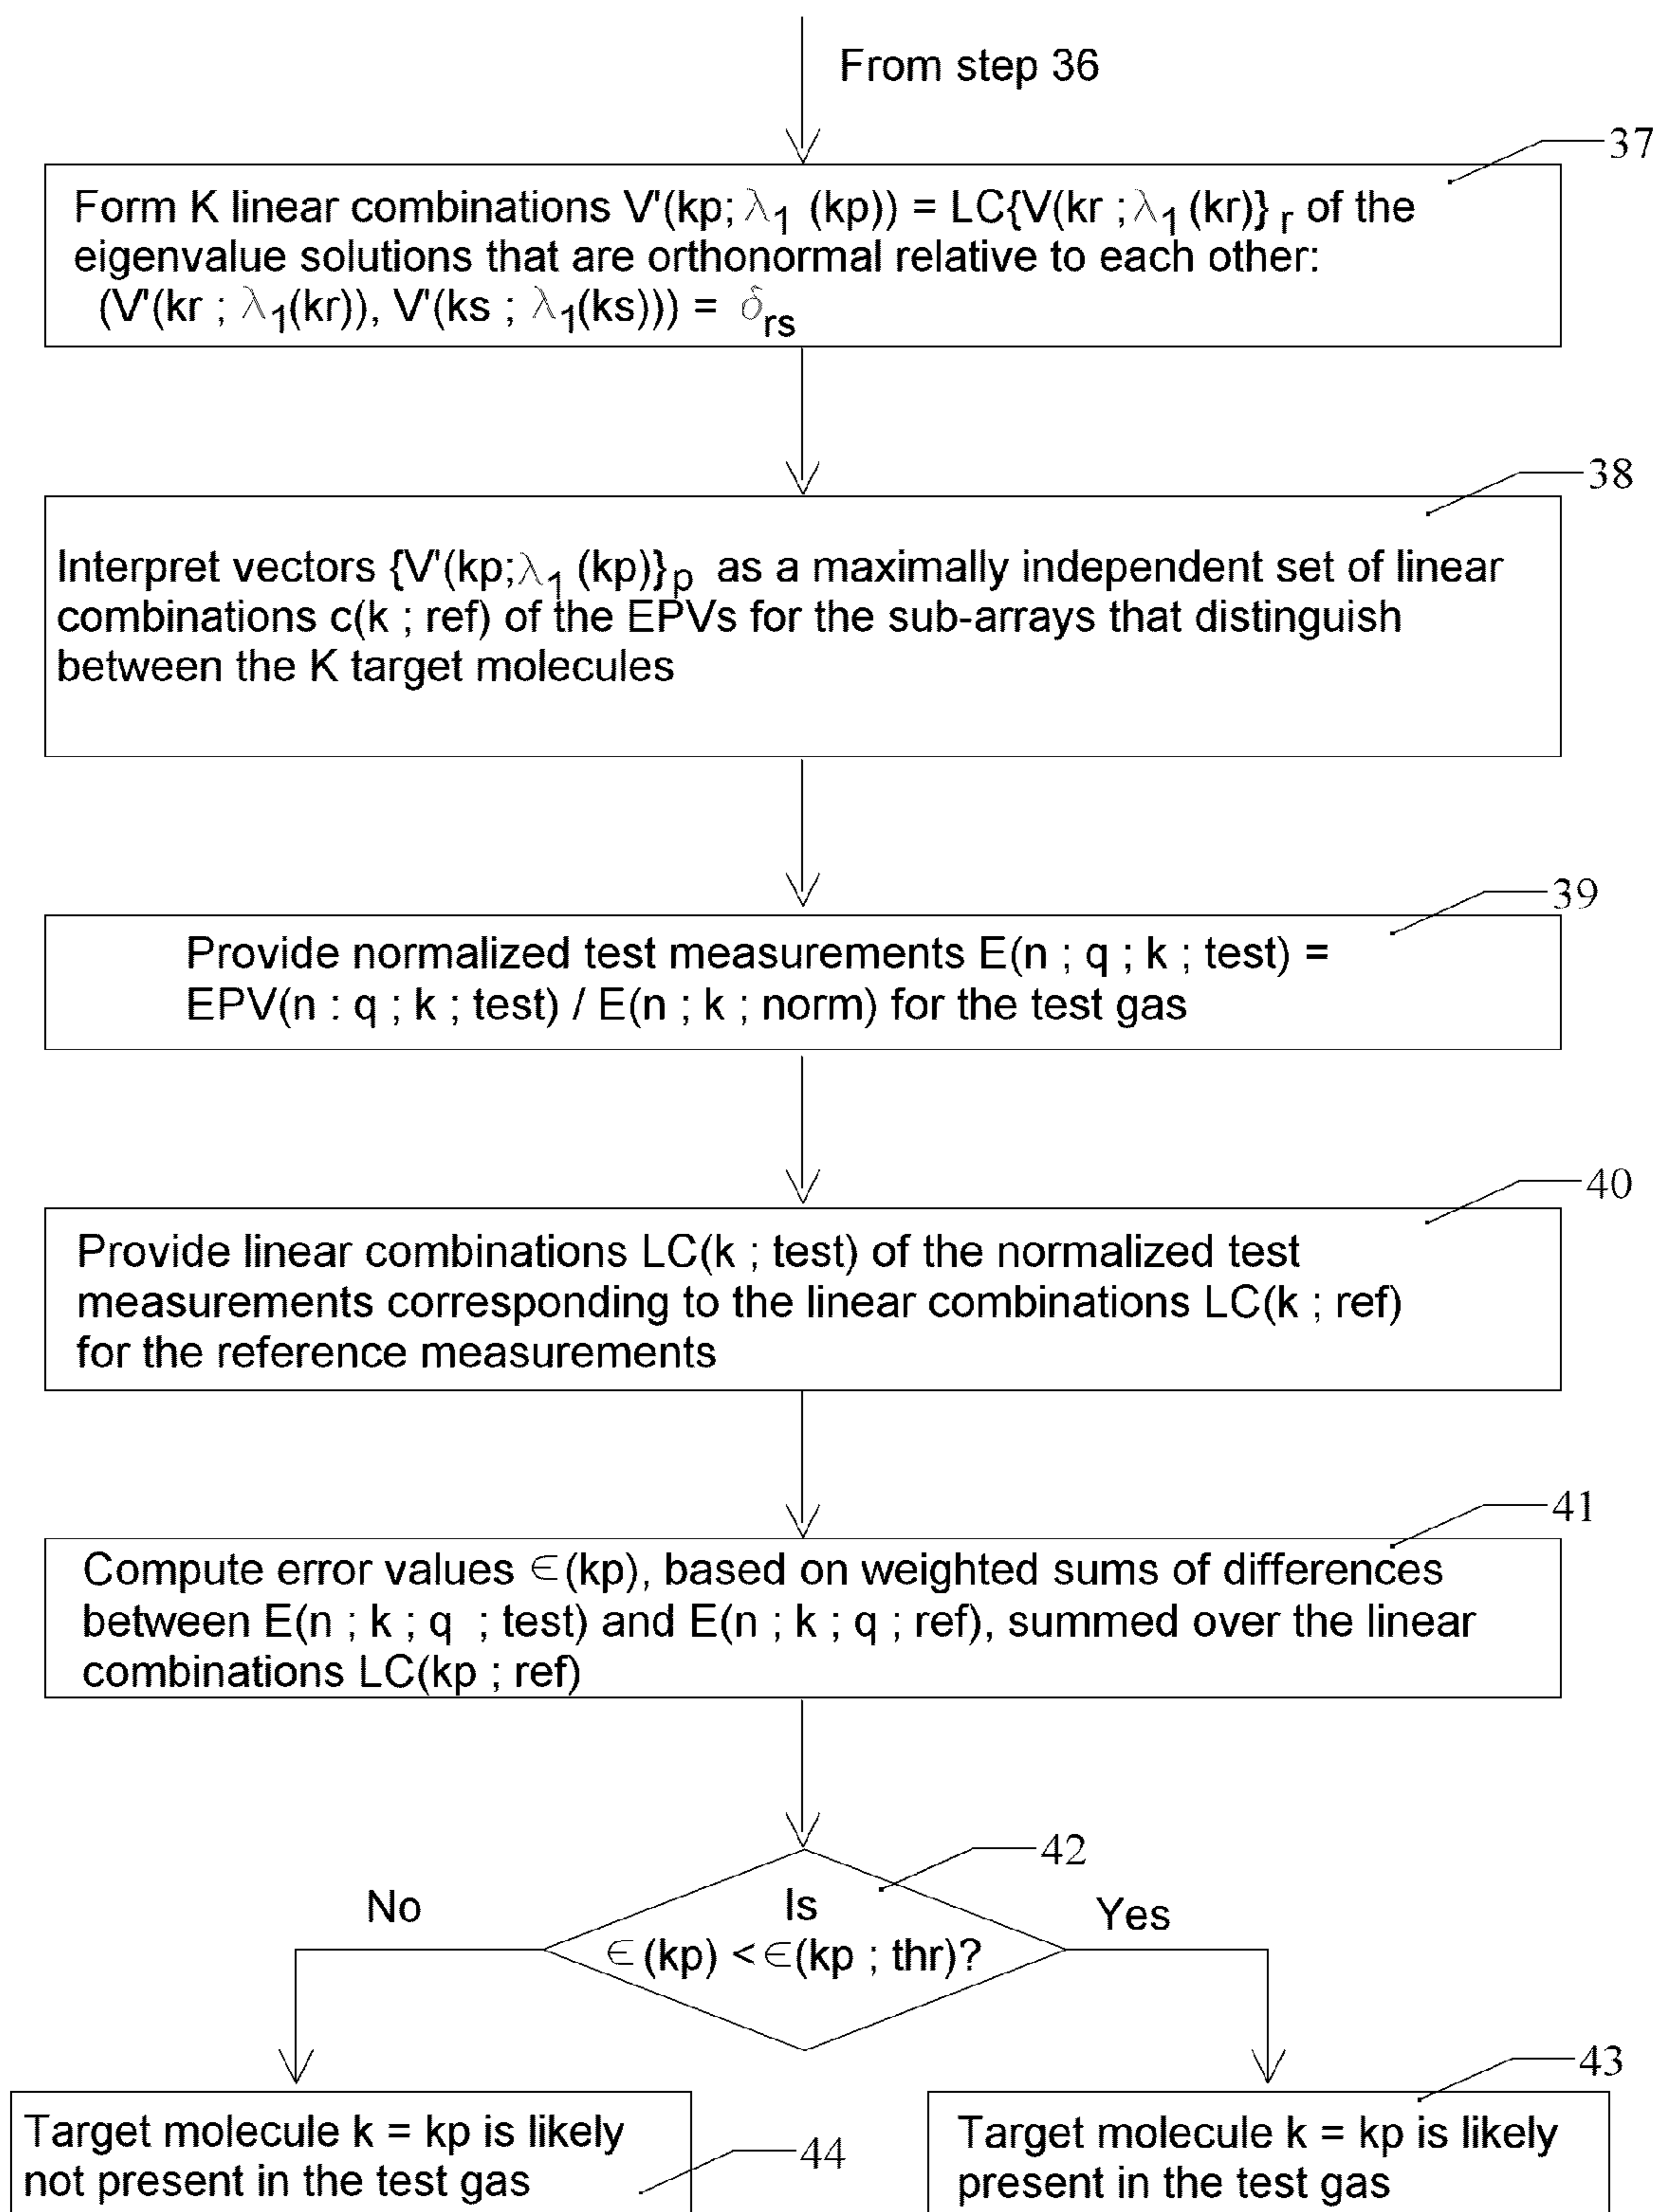 From step 36
37
Form K linear combinations V'(kp; λ₁ (kp)) = LC{V(kr ; λ₁ (kr)} r of the
eigenvalue solutions that are orthonormal relative to each other:
(V'(kr ; λ₁(kr)), V'(ks ; λ₁(ks))) = δrs
38
Interpret vectors {V'(kp;λ₁ (kp)}p as a maximally independent set of linear
combinations c(k ; ref) of the EPVs for the sub-arrays that distinguish
between the K target molecules
39
Provide normalized test measurements E(n ; q ; k ; test) =
EPV(n : q ; k ; test) / E(n ; k ; norm) for the test gas
40
Provide linear combinations LC(k ; test) of the normalized test
measurements corresponding to the linear combinations LC(k ; ref)
for the reference measurements
41
Compute error values ∈(kp), based on weighted sums of differences
between E(n ; k ; q ; test) and E(n ; k ; q ; ref), summed over the linear
combinations LC(kp ; ref)
42
Is
∈(kp) < ∈(kp ; thr)?
No
Yes
43
44
Target molecule k = kp is likely
not present in the test gas
Target molecule k = kp is likely
present in the test gas